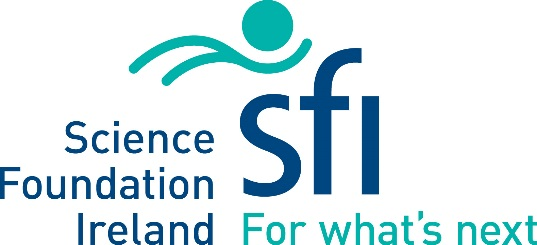 Science
Foundation
Ireland
sfi
For what's next